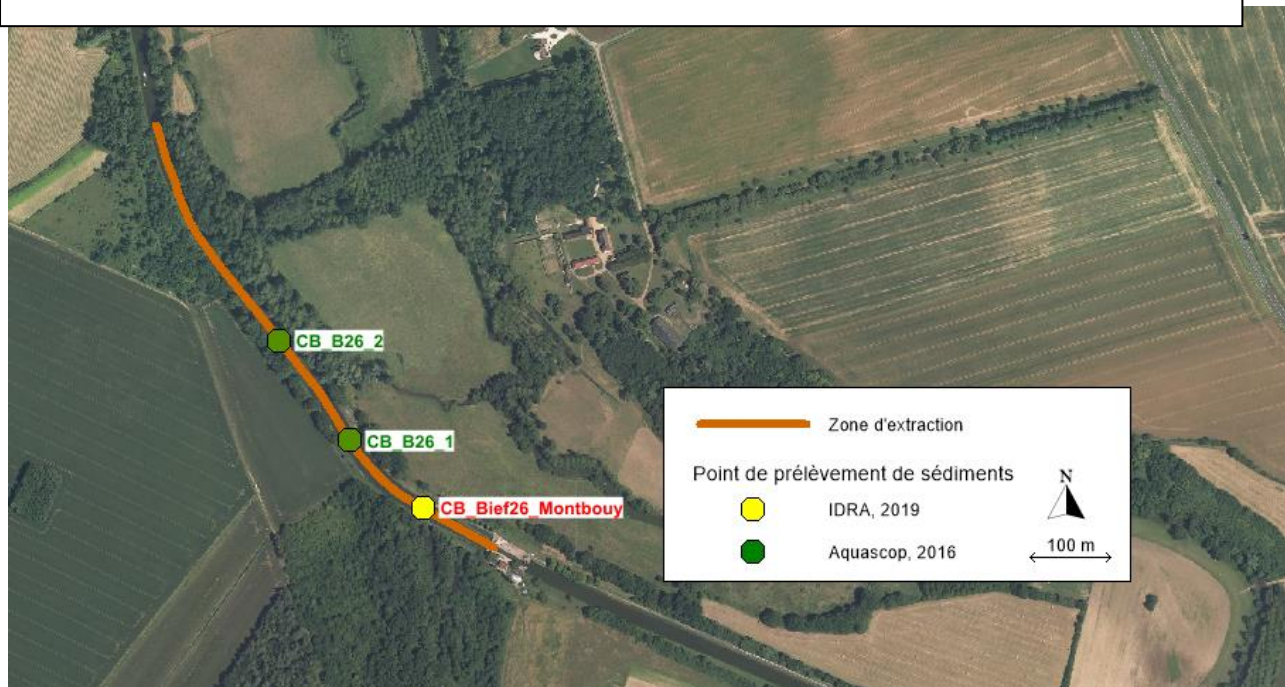 CB_B26_2
CB_B26_1
CB_Bief26_Montbouy
Zone d'extraction
Point de prélèvement de sédiments
N
IDRA, 2019
100 m
Aquascop, 2016